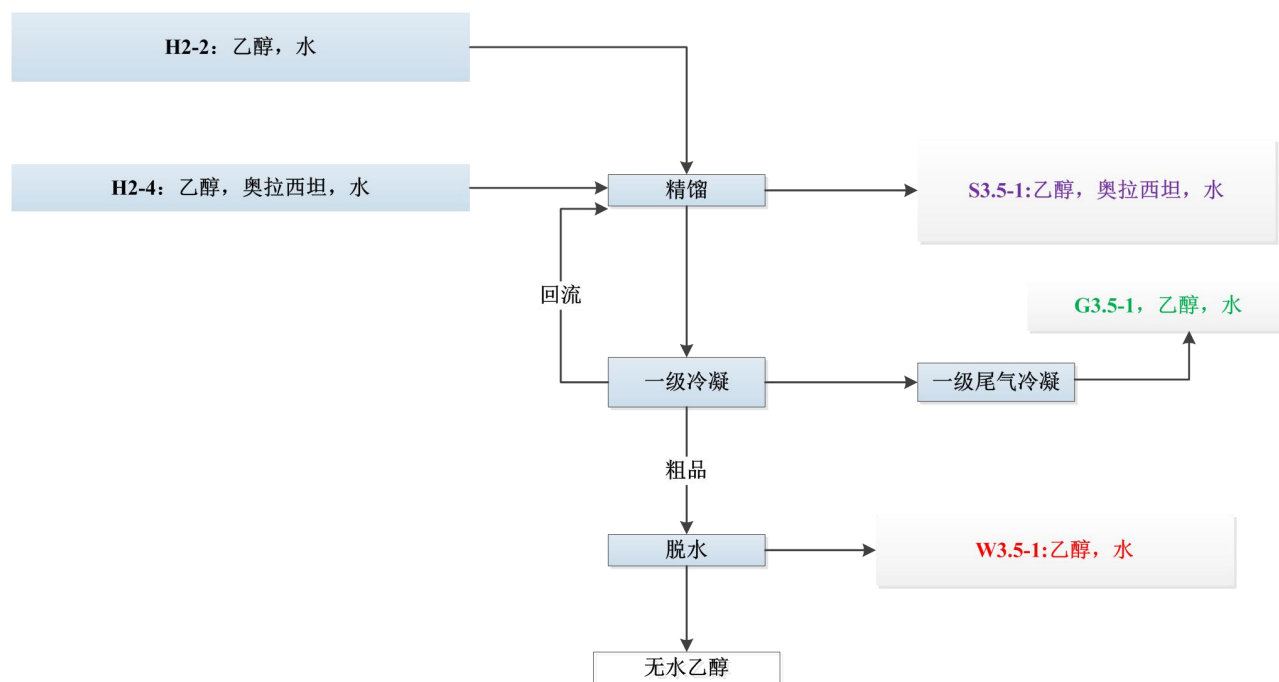 H2-2：乙醇，水
H2-4：乙醇，奥拉西坦，水
精馏
S3.5-1:乙醇，奥拉西坦，水
回流
G3.5-1，乙醇，水
一级冷凝
一级尾气冷凝
粗品
脱水
W3.5-1:乙醇，水
无水乙醇